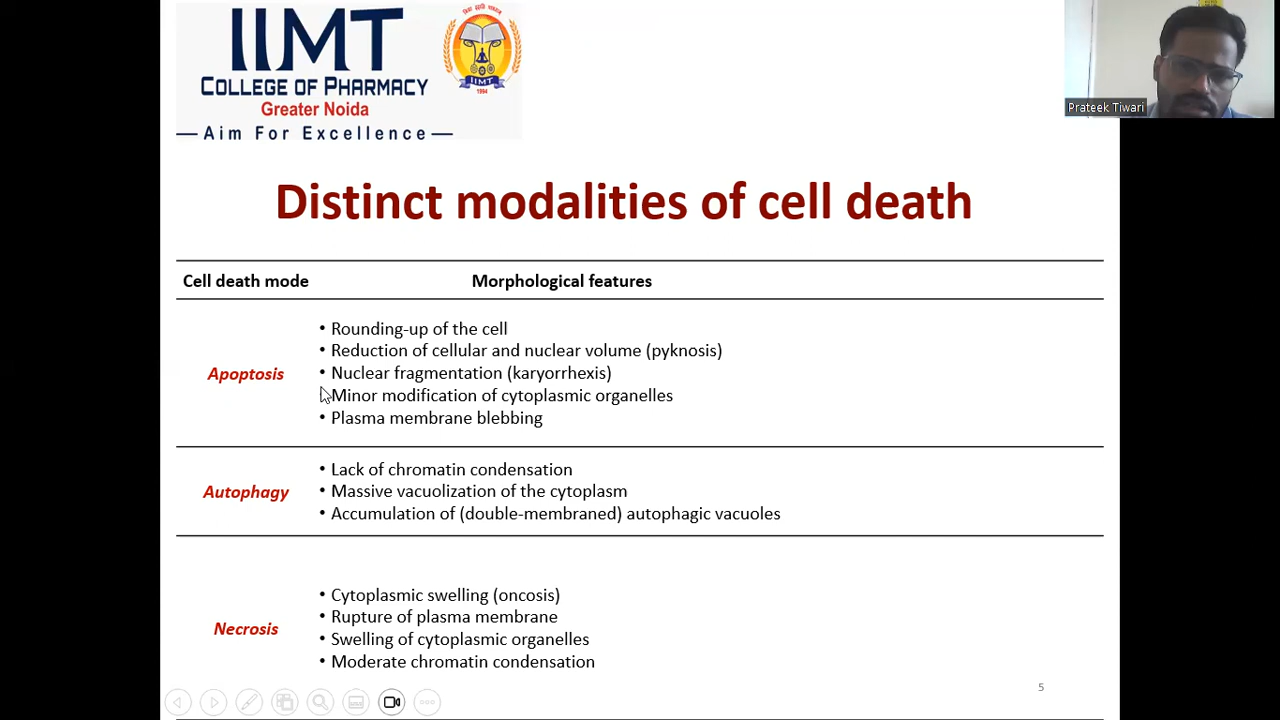 IIMT
COLLEGE OF PHARMACY
Greater Noida
Aim For Excellence
IIMT
1994
Prateek Tiwari
Distinct modalities of cell death
Cell death mode Morphological features
Apoptosis
• Rounding-up of the cell
• Reduction of cellular and nuclear volume (pyknosis)
• Nuclear fragmentation (karyorrhexis)
Minor modification of cytoplasmic organelles
• Plasma membrane blebbing
Autophagy
• Lack of chromatin condensation
• Massive vacuolization of the cytoplasm
• Accumulation of (double-membraned) autophagic vacuoles
Necrosis
• Cytoplasmic swelling (oncosis)
• Rupture of plasma membrane
• Swelling of cytoplasmic organelles
• Moderate chromatin condensation
5